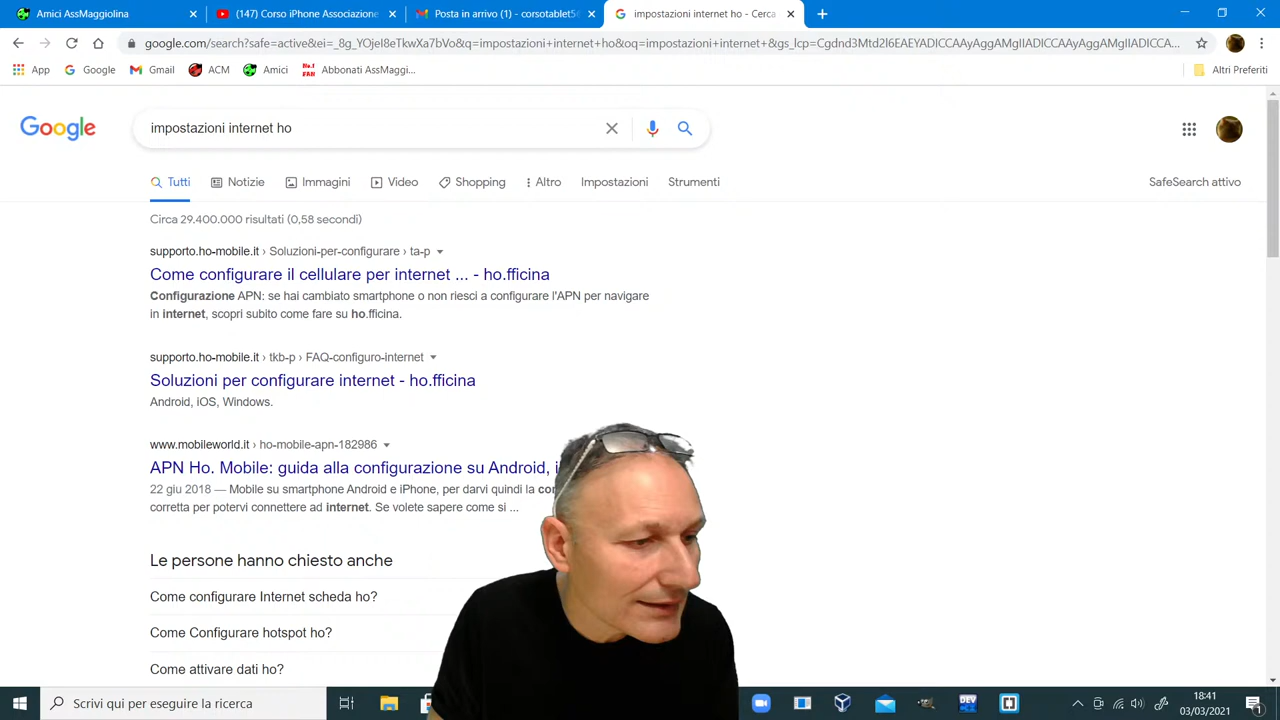 Amici AssMaggiolina
(147) Corso iPhone Associazione
Posta in arrivo (1) - corsotablet5
impostazioni internet ho - Cerca
google.com/search?safe=active&ei=_8g_YOjeI8eTkwXa7bVo&q=impostazioni+internet+ho&oq=impostazioni+internet+&gs_lcp=Cgdnd3Mtd2l6EAEYADICCAAyAggAMgIIADICCAAyAggAMgIIADICCA...
App
Google
Gmail
ACM
Amici
Abbonati AssMaggi...
Altri Preferiti
Google
impostazioni internet ho
Tutti
Notizie
Immagini
Video
Shopping
Altro
Impostazioni
Strumenti
SafeSearch attivo
Circa 29.400.000 risultati (0,58 secondi)
supporto.ho-mobile.it › Soluzioni-per-configurare › ta-p
Come configurare il cellulare per internet ... - ho.fficina
Configurazione APN: se hai cambiato smartphone o non riesci a configurare l'APN per navigare
in internet, scopri subito come fare su ho.fficina.
supporto.ho-mobile.it › tkb-p › FAQ-configuro-internet
Soluzioni per configurare internet - ho.fficina
Android, iOS, Windows.
www.mobileworld.it › ho-mobile-apn-182986
APN Ho. Mobile: guida alla configurazione su Android,
22 giu 2018 — Mobile su smartphone Android e iPhone, per darvi quindi la
corretta per potervi connettere ad internet. Se volete sapere come si ...
Le persone hanno chiesto anche
Come configurare Internet scheda ho?
Come Configurare hotspot ho?
Come attivare dati ho?
Scrivi qui per eseguire la ricerca
18:41
03/03/2021